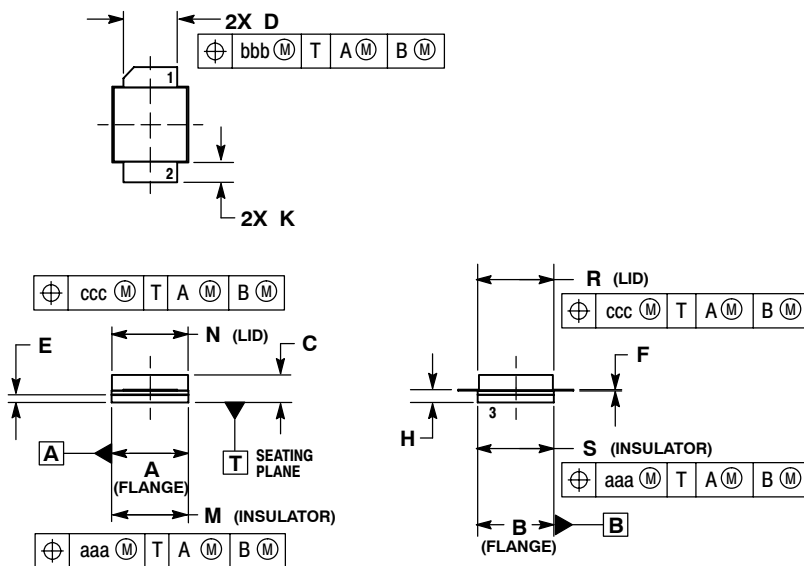 2X D
⌖ bbb Ⓜ T A Ⓜ B Ⓜ
1
2
2X K
⌖ ccc Ⓜ T A Ⓜ B Ⓜ
E
N (LID)
C
A
A
(FLANGE)
T SEATING
PLANE
M (INSULATOR)
⌖ aaa Ⓜ T A Ⓜ B Ⓜ
R (LID)
⌖ ccc Ⓜ T A Ⓜ B Ⓜ
F
H
3
S (INSULATOR)
⌖ aaa Ⓜ T A Ⓜ B Ⓜ
B
(FLANGE)
B